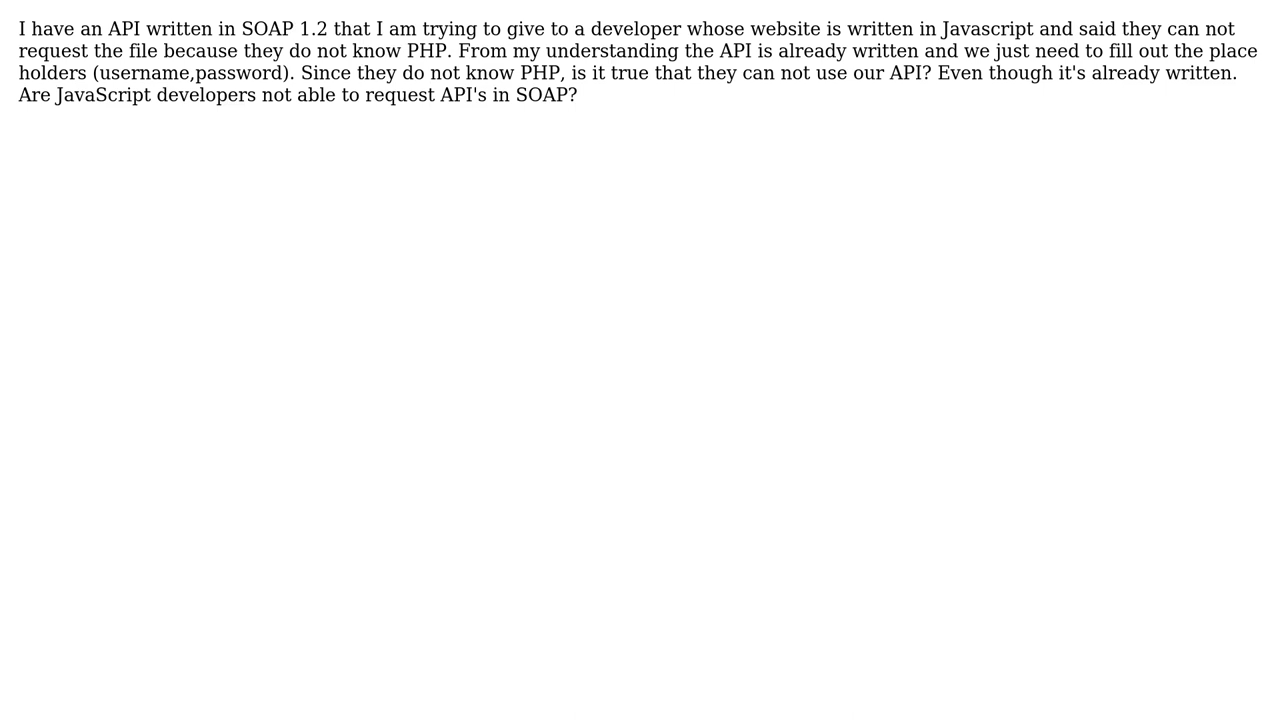 I have an API written in SOAP 1.2 that I am trying to give to a developer whose website is written in Javascript and said they can not
request the file because they do not know PHP. From my understanding the API is already written and we just need to fill out the place
holders (username,password). Since they do not know PHP, is it true that they can not use our API? Even though it's already written.
Are JavaScript developers not able to request API's in SOAP?